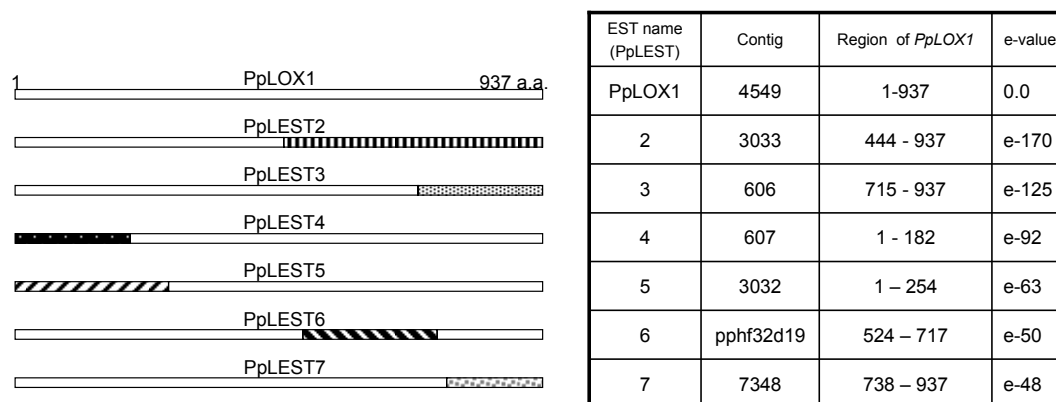 1 PpLOX1 937 a.a.
PpLEST2
PpLEST3
PpLEST4
PpLEST5
PpLEST6
PpLEST7
EST name (PpLEST) Contig Region of PpLOX1 e-value
PpLOX1 4549 1-937 0.0
2 3033 444 - 937 e-170
3 606 715 - 937 e-125
4 607 1 - 182 e-92
5 3032 1 – 254 e-63
6 pphf32d19 524 – 717 e-50
7 7348 738 – 937 e-48